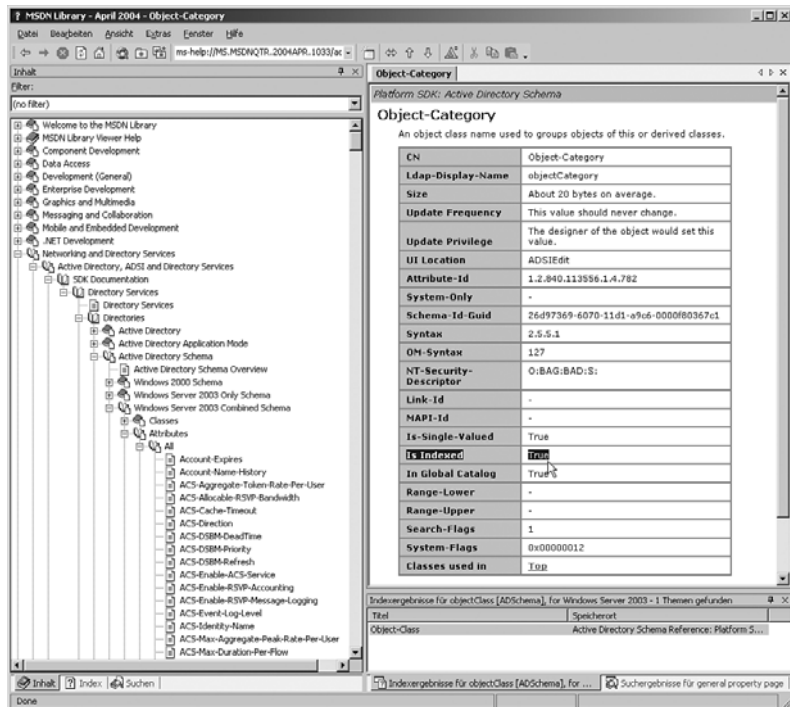 MSDN Library - April 2004 - Object-Category
Datei Bearbeiten Ansicht Extras Fenster Hilfe
ms-help://MS.MSDNQTR.2004APR.1033/ac
Inhalt
Filter:
(no filter)
Welcome to the MSDN Library
MSDN Library Viewer Help
Component Development
Data Access
Development (General)
Enterprise Development
Graphics and Multimedia
Messaging and Collaboration
Mobile and Embedded Development
.NET Development
Networking and Directory Services
Active Directory, ADSI and Directory Services
SDK Documentation
Directory Services
Directory Services
Directories
Active Directory
Active Directory Application Mode
Active Directory Schema
Active Directory Schema Overview
Windows 2000 Schema
Windows Server 2003 Only Schema
Windows Server 2003 Combined Schema
Classes
Attributes
All
Account-Expires
Account-Name-History
ACS-Aggregate-Token-Rate-Per-User
ACS-Allocable-RSVP-Bandwidth
ACS-Cache-Timeout
ACS-Direction
ACS-DSBM-DeadTime
ACS-DSBM-Priority
ACS-DSBM-Refresh
ACS-Enable-ACS-Service
ACS-Enable-RSVP-Accounting
ACS-Enable-RSVP-Message-Logging
ACS-Event-Log-Level
ACS-Identity-Name
ACS-Max-Aggregate-Peak-Rate-Per-User
ACS-Max-Duration-Per-Flow
Inhalt Index Suchen
Object-Category
Platform SDK: Active Directory Schema
Object-Category
An object class name used to groups objects of this or derived classes.
CN Object-Category
Ldap-Display-Name objectCategory
Size About 20 bytes on average.
Update Frequency This value should never change.
Update Privilege The designer of the object would set this
value.
UI Location ADSIEdit
Attribute-Id 1.2.840.113556.1.4.782
System-Only -
Schema-Id-Guid 26d97369-6070-11d1-a9c6-0000f80367c1
Syntax 2.5.5.1
OM-Syntax 127
NT-Security-
Descriptor O:BAG:BAD:S:
Link-Id -
MAPI-Id -
Is-Single-Valued True
Is Indexed True
In Global Catalog True
Range-Lower -
Range-Upper -
Search-Flags 1
System-Flags 0x00000012
Classes used in Top
Indexergebnisse für objectClass [ADSchema], for Windows Server 2003 - 1 Themen gefunden
Titel Speicherort
Object-Class Active Directory Schema Reference: Platform S...
Indexergebnisse für objectClass [ADSchema], for ... Suchergebnisse für general property page
Done